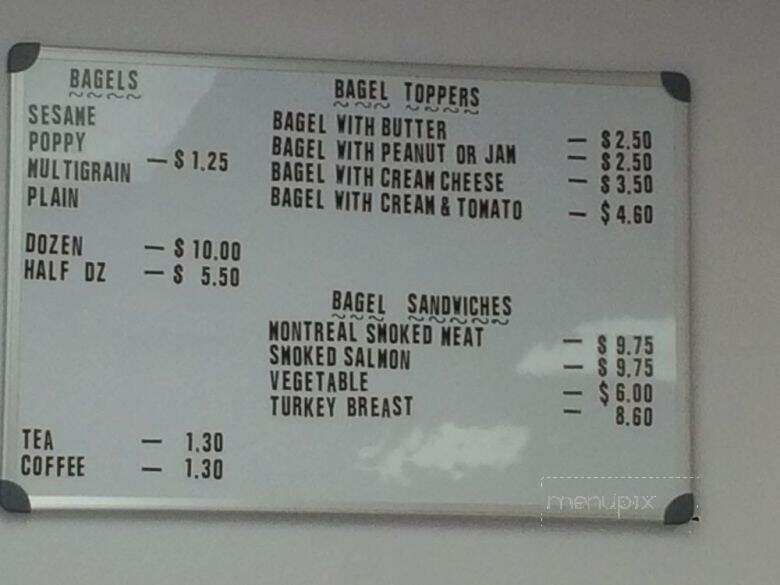 BAGELS
SESAME
POPPY
MULTIGRAIN — $ 1.25
PLAIN
DOZEN — $ 10.00
HALF DZ — $ 5.50
TEA — 1.30
COFFEE — 1.30
BAGEL TOPPERS
BAGEL WITH BUTTER — $ 2.50
BAGEL WITH PEANUT OR JAM — $ 2.50
BAGEL WITH CREAM CHEESE — $ 3.50
BAGEL WITH CREAM & TOMATO — $ 4.60
BAGEL SANDWICHES
MONTREAL SMOKED MEAT — $ 9.75
SMOKED SALMON — $ 9.75
VEGETABLE — $ 6.00
TURKEY BREAST — 8.60
menupix